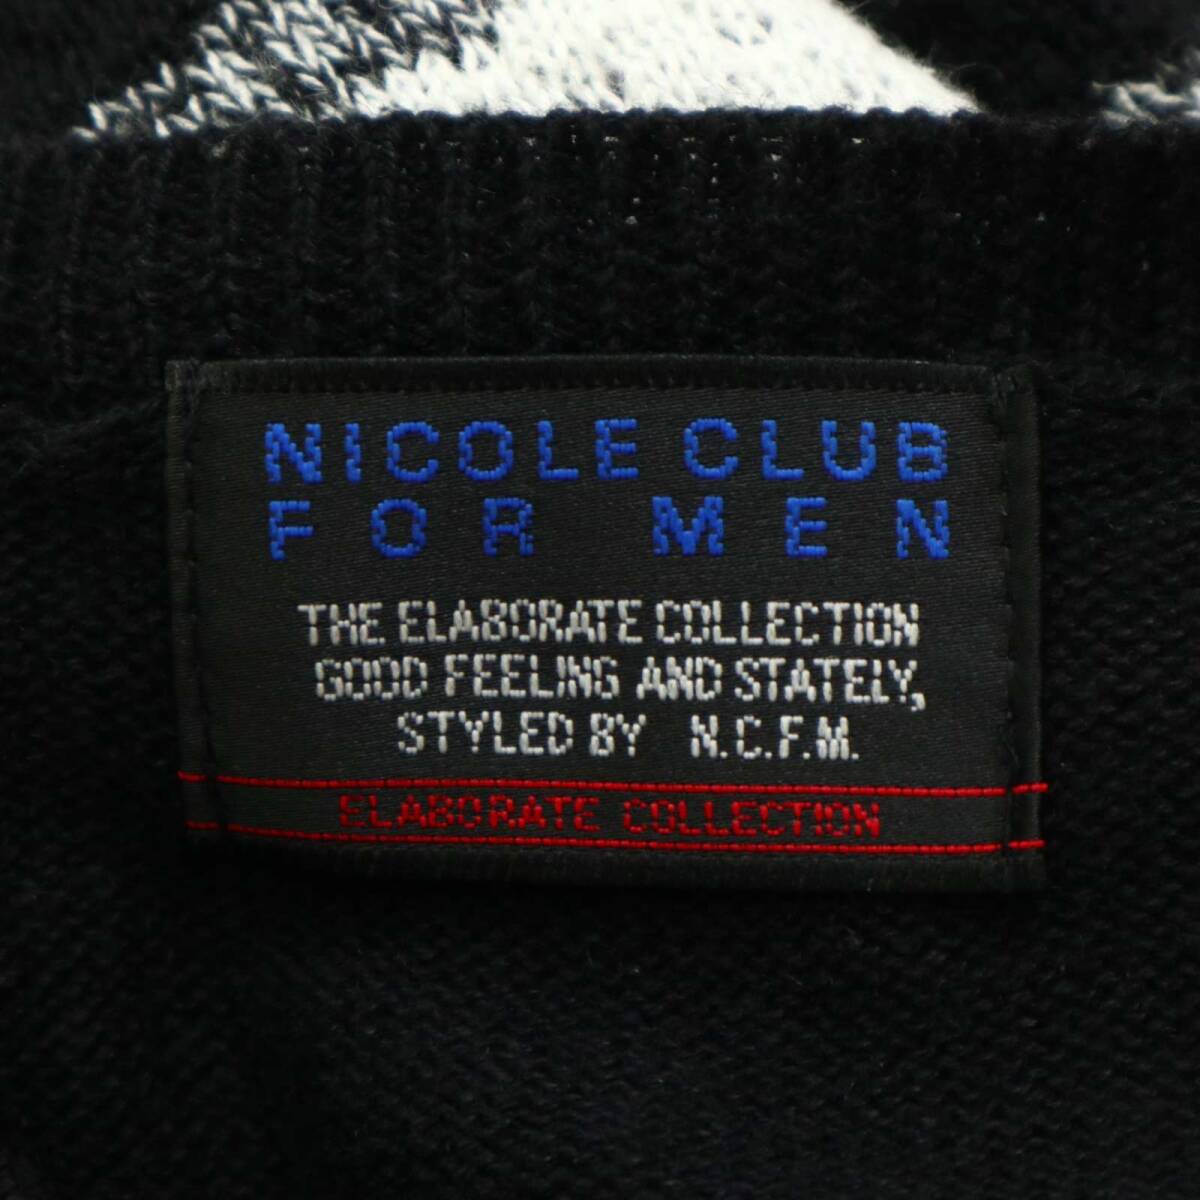 NICOLE CLUB
FOR MEN
THE ELABORATE COLLECTION
GOOD FEELING AND STATELY,
STYLED BY N.C.F.M.
ELABORATE COLLECTION